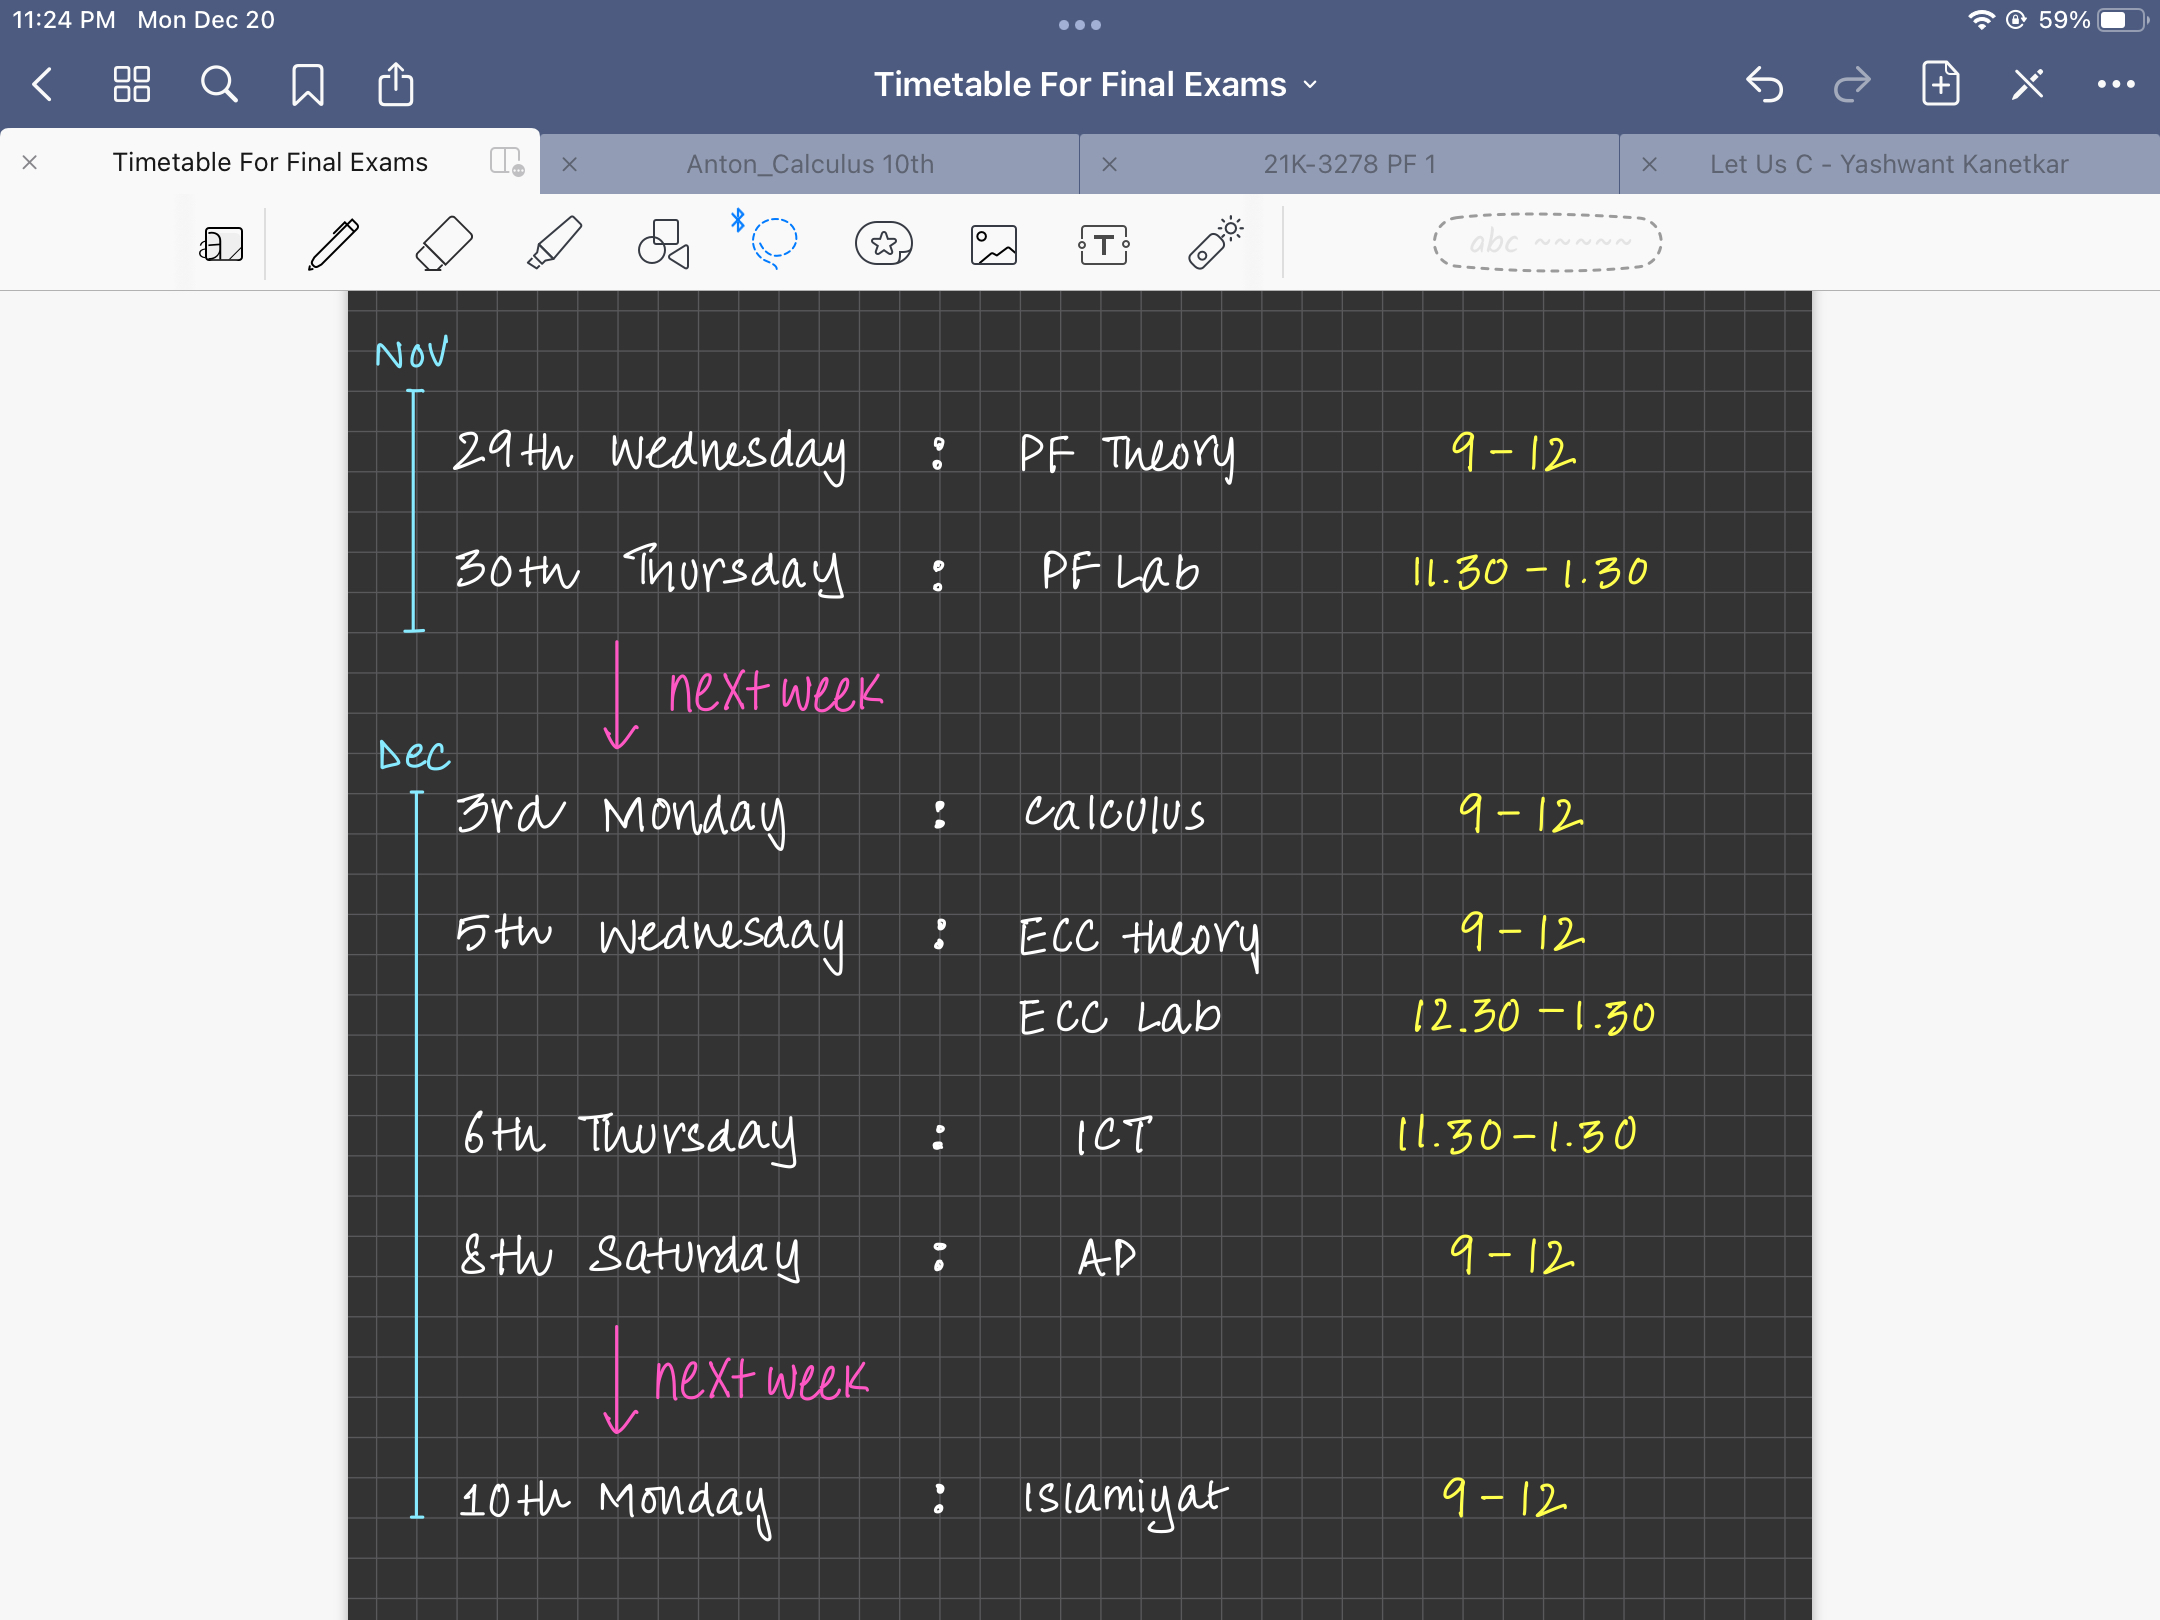 11:24 PM Mon Dec 20 59%
Timetable For Final Exams
Timetable For Final Exams Anton_Calculus 10th 21K-3278 PF 1 Let Us C - Yashwant Kanetkar
a T abc ~~~~~
Nov
29th Wednesday : PF Theory 9 - 12
30th Thursday : PF Lab 11.30 - 1.30
next week
Dec
3rd Monday : Calculus 9 - 12
5th Wednesday : ECC theory 9 - 12
ECC Lab 12.30 - 1.30
6th Thursday : ICT 11.30 - 1.30
8th Saturday : AP 9 - 12
next week
10th Monday : Islamiyat 9 - 12